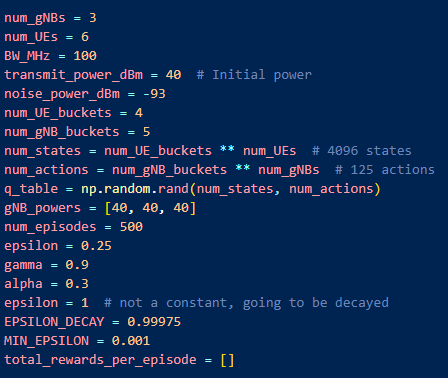 num_gNBs = 3
num_UEs = 6
BW_MHz = 100
transmit_power_dBm = 40  # Initial power
noise_power_dBm = -93
num_UE_buckets = 4
num_gNB_buckets = 5
num_states = num_UE_buckets ** num_UEs  # 4096 states
num_actions = num_gNB_buckets ** num_gNBs  # 125 actions
q_table = np.random.rand(num_states, num_actions)
gNB_powers = [40, 40, 40]
num_episodes = 500
epsilon = 0.25
gamma = 0.9
alpha = 0.3
epsilon = 1  # not a constant, going to be decayed
EPSILON_DECAY = 0.99975
MIN_EPSILON = 0.001
total_rewards_per_episode = []